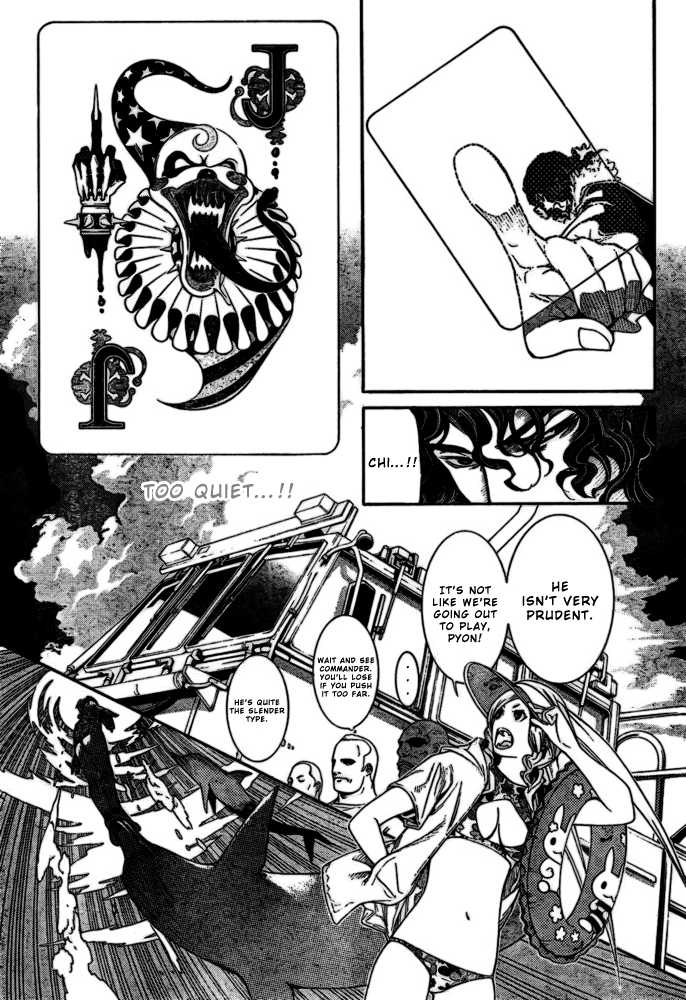 J
J
CHI...!!
TOO QUIET...!!
HE
ISN'T VERY
PRUDENT.
IT'S NOT
LIKE WE'RE
GOING OUT
TO PLAY,
PYON!
...
WAIT AND SEE
COMMANDER.
YOU'LL LOSE
IF YOU PUSH
IT TOO FAR.
HE'S QUITE
THE SLENDER
TYPE.